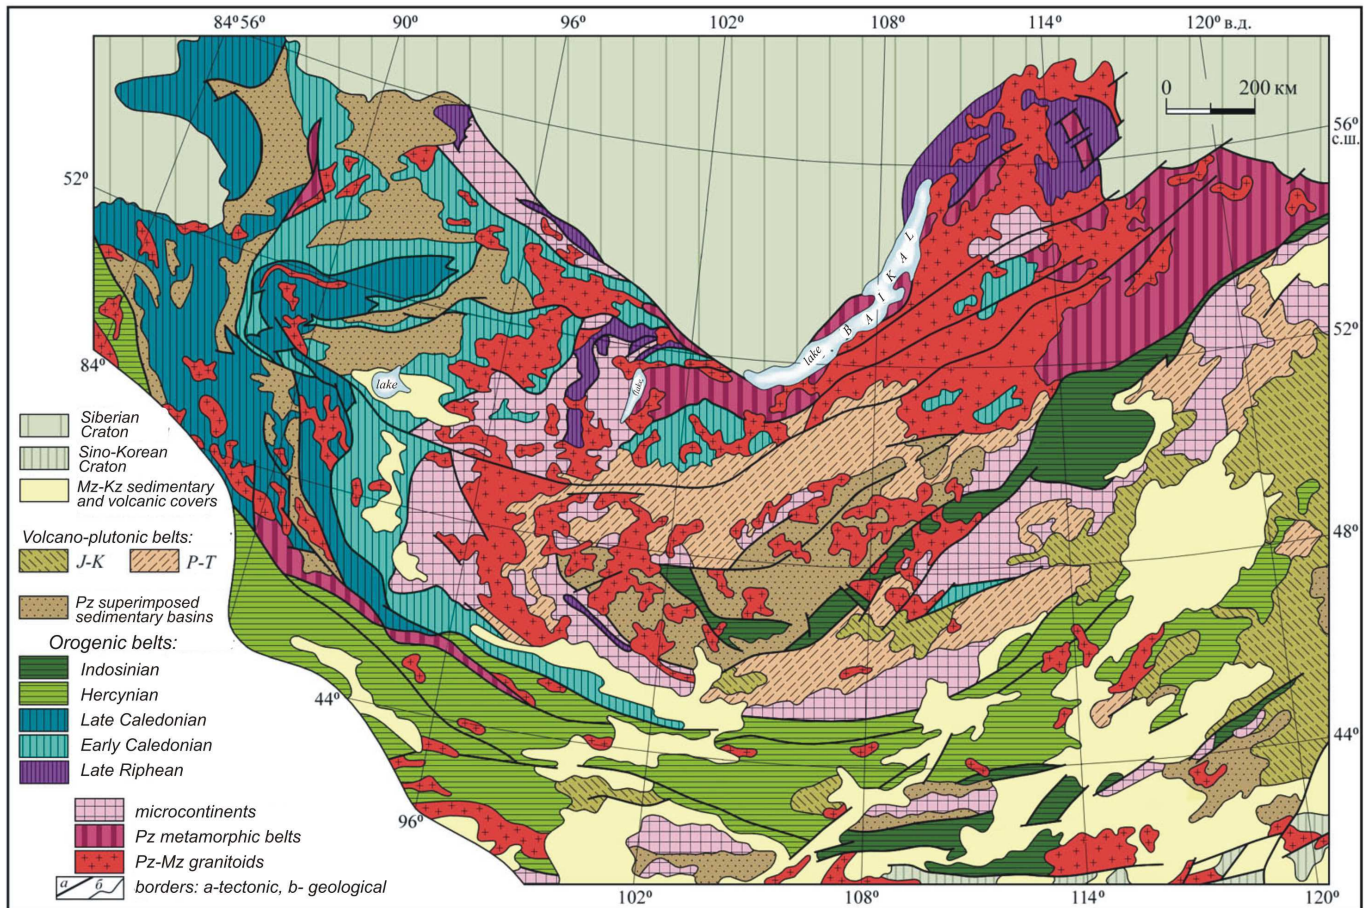 84º 56º
90º
96º
102º
108º
114º
120º в.д.
0 200 км
56º
с.ш.
52º
L
A
K
I
A
B
lake
52º
84º
lake
lake
Siberian
Craton
Sino-Korean
Craton
Mz-Kz sedimentary
and volcanic covers
Volcano-plutonic belts:
J-K P-T
48º
Pz superimposed
sedimentary basins
Orogenic belts:
Indosinian
Hercynian
44º
Late Caledonian
44º
Early Caledonian
Late Riphean
microcontinents
96º
Pz metamorphic belts
Pz-Mz granitoids
а б borders: a-tectonic, b- geological
102º
108º
114º
120º